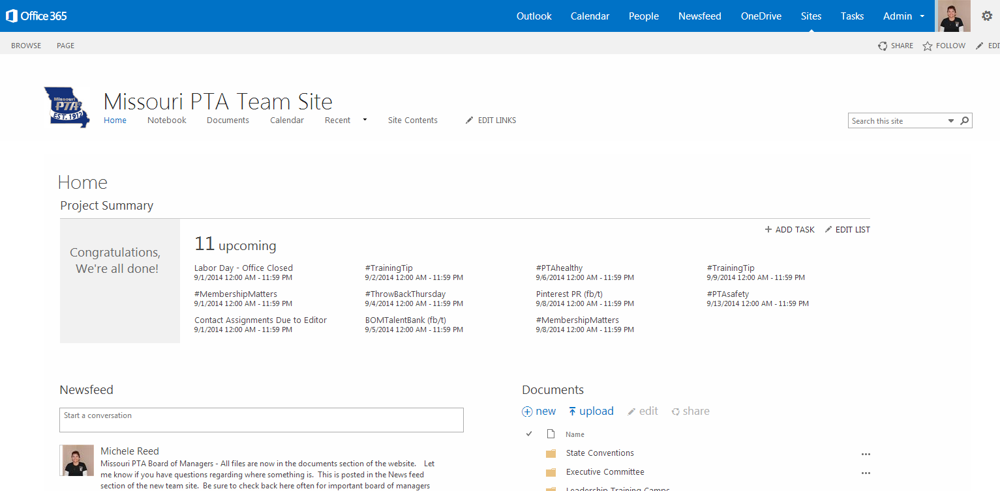 Office 365
Outlook Calendar People Newsfeed OneDrive Sites Tasks Admin
BROWSE PAGE
SHARE FOLLOW EDI
Missouri
PTA
EST. 1912
Missouri PTA Team Site
Home Notebook Documents Calendar Recent Site Contents EDIT LINKS
Search this site
Home
Project Summary
ADD TASK EDIT LIST
Congratulations,
We're all done!
11 upcoming
Labor Day - Office Closed
9/1/2014 12:00 AM - 11:59 PM
#MembershipMatters
9/1/2014 12:00 AM - 11:59 PM
Contact Assignments Due to Editor
9/1/2014 12:00 AM - 11:59 PM
#TrainingTip
9/2/2014 12:00 AM - 11:59 PM
#ThrowBackThursday
9/4/2014 12:00 AM - 11:59 PM
BOMTalentBank (fb/t)
9/5/2014 12:00 AM - 11:59 PM
#PTAhealthy
9/6/2014 12:00 AM - 11:59 PM
Pinterest PR (fb/t)
9/8/2014 12:00 AM - 11:59 PM
#MembershipMatters
9/8/2014 12:00 AM - 11:59 PM
#TrainingTip
9/9/2014 12:00 AM - 11:59 PM
#PTAsafety
9/13/2014 12:00 AM - 11:59 PM
Newsfeed
Start a conversation
Michele Reed
Missouri PTA Board of Managers - All files are now in the documents section of the website. Let
me know if you have questions regarding where something is. This is posted in the News feed
section of the new team site. Be sure to check back here often for important board of managers
Documents
new upload edit share
Name
State Conventions
Executive Committee
Leadership Training Camps